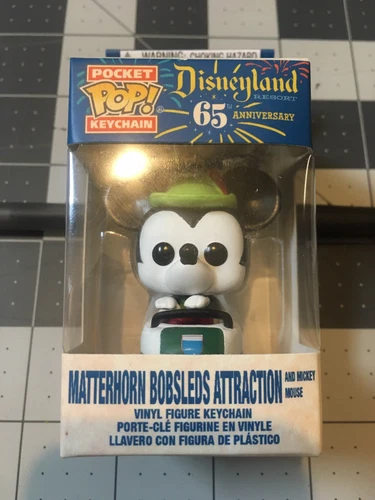 WARNING: CHOKING HAZARD
POCKET
POP!®
KEYCHAIN
Disneyland
RESORT
65TH ANNIVERSARY
MATTERHORN BOBSLEDS ATTRACTION AND MICKEY
MOUSE
VINYL FIGURE KEYCHAIN
PORTE-CLÉ FIGURINE EN VINYLE
LLAVERO CON FIGURA DE PLÁSTICO